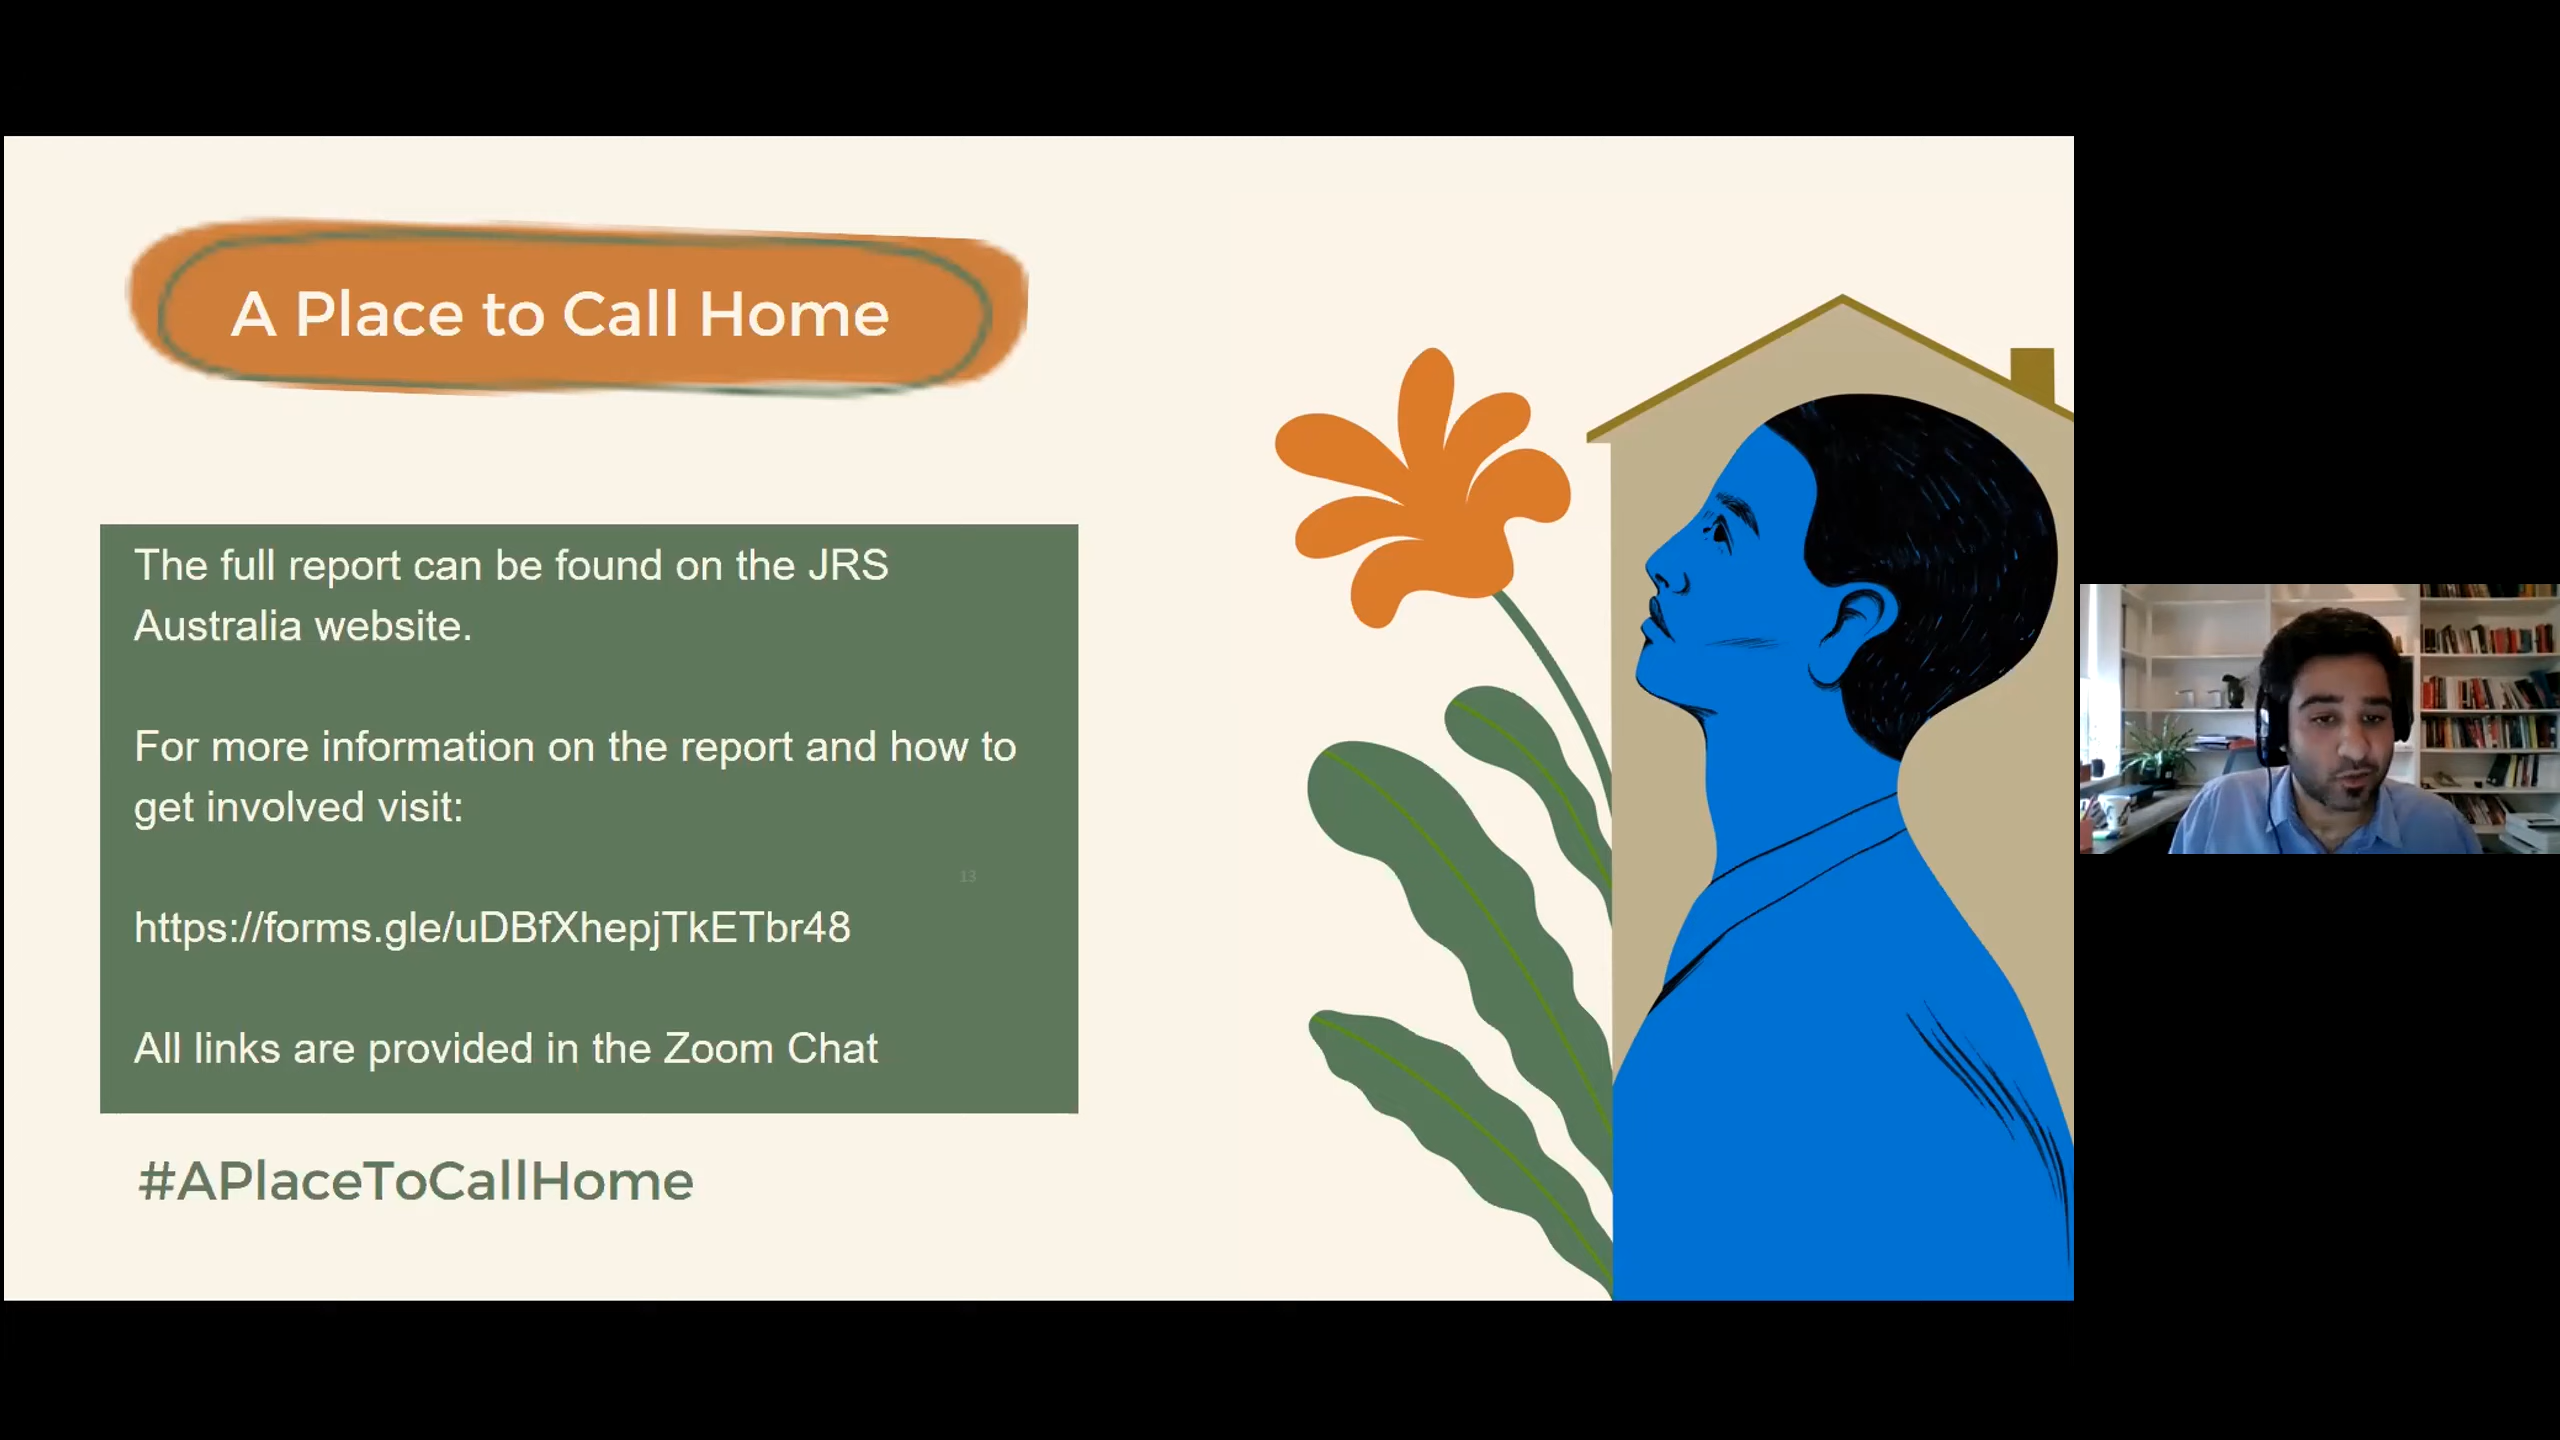 A Place to Call Home
The full report can be found on the JRS
Australia website.
For more information on the report and how to
get involved visit:
13
https://forms.gle/uDBfXhepjTkETbr48
All links are provided in the Zoom Chat
#APlaceToCallHome